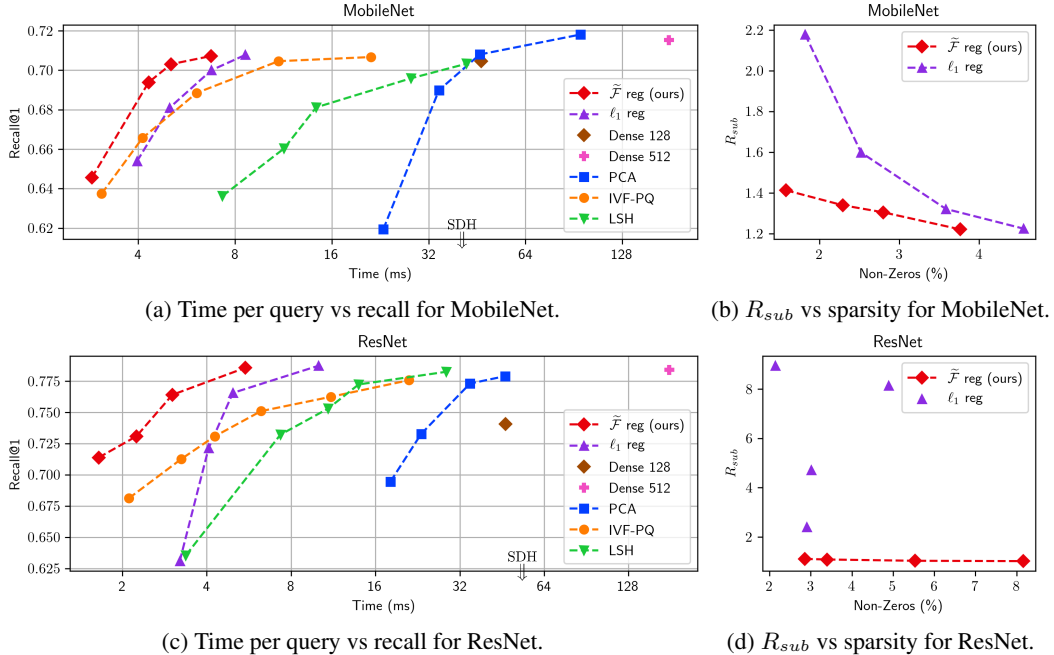 MobileNet
0.72
0.70
0.68
0.66
0.64
0.62
Recall@1
4 8 16 32 64 128
Time (ms)
SDH
⇓
F̃ reg (ours)
ℓ₁ reg
Dense 128
Dense 512
PCA
IVF-PQ
LSH
(a) Time per query vs recall for MobileNet.
MobileNet
2.2
2.0
1.8
1.6
1.4
1.2
R_sub
2 3 4
Non-Zeros (%)
F̃ reg (ours)
ℓ₁ reg
(b) R_sub vs sparsity for MobileNet.
ResNet
0.775
0.750
0.725
0.700
0.675
0.650
0.625
Recall@1
2 4 8 16 32 64 128
Time (ms)
SDH
⇓
F̃ reg (ours)
ℓ₁ reg
Dense 128
Dense 512
PCA
IVF-PQ
LSH
(c) Time per query vs recall for ResNet.
ResNet
8
6
4
2
R_sub
2 3 4 5 6 7 8
Non-Zeros (%)
F̃ reg (ours)
ℓ₁ reg
(d) R_sub vs sparsity for ResNet.